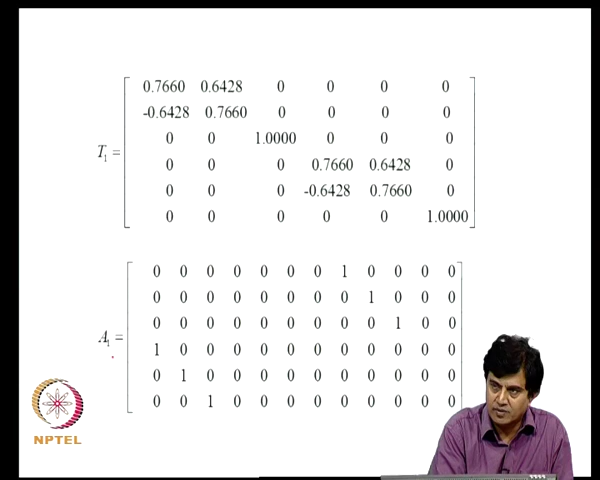 0.7660 0.6428 0 0 0 0
-0.6428 0.7660 0 0 0 0
T₁ = 0 0 1.0000 0 0 0
0 0 0 0.7660 0.6428 0
0 0 0 -0.6428 0.7660 0
0 0 0 0 0 1.0000
0 0 0 0 0 0 0 1 0 0 0 0
0 0 0 0 0 0 0 0 1 0 0 0
0 0 0 0 0 0 0 0 0 1 0 0
A₁ = 1 0 0 0 0 0 0 0 0 0 0 0
0 1 0 0 0 0 0 0 0 0 0 0
0 0 1 0 0 0 0 0 0 0 0 0
NPTEL